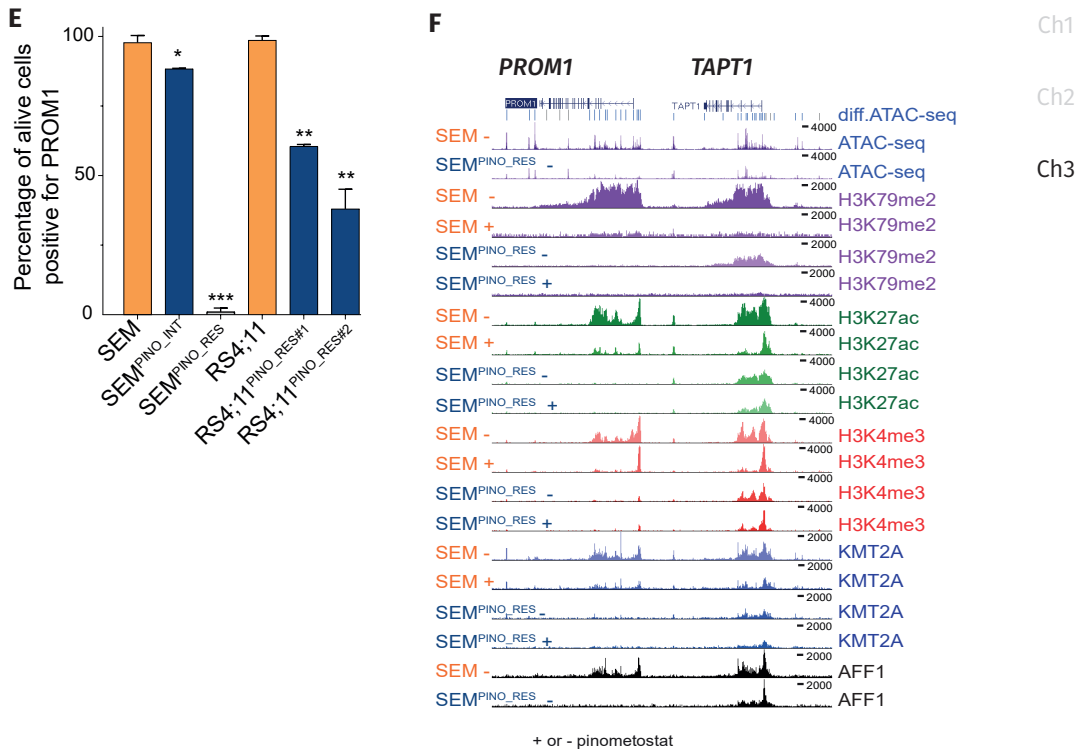 E
Percentage of alive cells
positive for PROM1
100
50
0
*
***
**
**
SEM
SEMPINO_INT
SEMPINO_RES
RS4;11
RS4;11PINO_RES#1
RS4;11PINO_RES#2
F
PROM1 TAPT1
PROM1 TAPT1
diff.ATAC-seq
SEM - 4000 ATAC-seq
SEMPINO_RES - 4000 ATAC-seq
SEM - 2000 H3K79me2
SEM + 2000 H3K79me2
SEMPINO_RES - 2000 H3K79me2
SEMPINO_RES + 2000 H3K79me2
SEM - 4000 H3K27ac
SEM + 4000 H3K27ac
SEMPINO_RES - 4000 H3K27ac
SEMPINO_RES + 4000 H3K27ac
SEM - 4000 H3K4me3
SEM + 4000 H3K4me3
SEMPINO_RES - 4000 H3K4me3
SEMPINO_RES + 4000 H3K4me3
SEM - 2000 KMT2A
SEM + 2000 KMT2A
SEMPINO_RES - 2000 KMT2A
SEMPINO_RES + 2000 KMT2A
SEM - 2000 AFF1
SEMPINO_RES - 2000 AFF1
+ or - pinometostat
Ch1
Ch2
Ch3